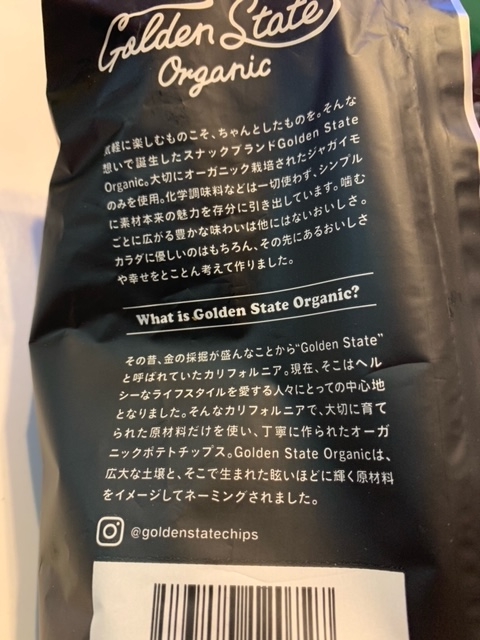 Golden State
Organic
気軽に楽しむものこそ、ちゃんとしたものを。そんな
想いで誕生したスナックブランドGolden State
Organic。大切にオーガニック栽培されたジャガイモ
のみを使用。化学調味料などは一切使わず、シンプル
に素材本来の魅力を存分に引き出しています。噛む
ごとに広がる豊かな味わいは他にはないおいしさ。
カラダに優しいのはもちろん、その先にあるおいしさ
や幸せをとことん考えて作りました。
What is Golden State Organic?
その昔、金の採掘が盛んなことから“Golden State”
と呼ばれていたカリフォルニア。現在、そこはヘル
シーなライフスタイルを愛する人々にとっての中心地
となりました。そんなカリフォルニアで、大切に育て
られた原材料だけを使い、丁寧に作られたオーガ
ニックポテトチップス。Golden State Organicは、
広大な土壌と、そこで生まれた眩いほどに輝く原材料
をイメージしてネーミングされました。
@goldenstatechips